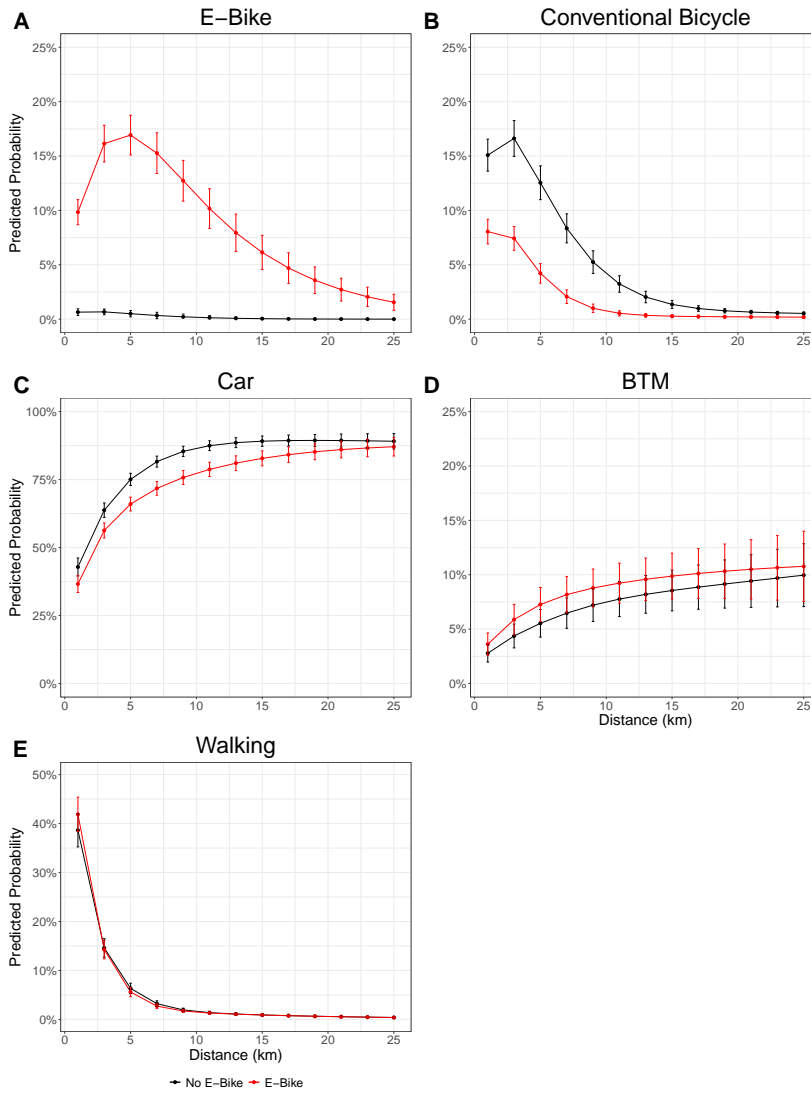 A
E−Bike
Predicted Probability
25%
20%
15%
10%
5%
0%
0 5 10 15 20 25
B
Conventional Bicycle
Predicted Probability
25%
20%
15%
10%
5%
0%
0 5 10 15 20 25
C
Car
Predicted Probability
100%
75%
50%
25%
0%
0 5 10 15 20 25
D
BTM
25%
20%
15%
10%
5%
0%
0 5 10 15 20 25
Distance (km)
E
Walking
Predicted Probability
50%
40%
30%
20%
10%
0%
0 5 10 15 20 25
Distance (km)
No E−Bike E−Bike